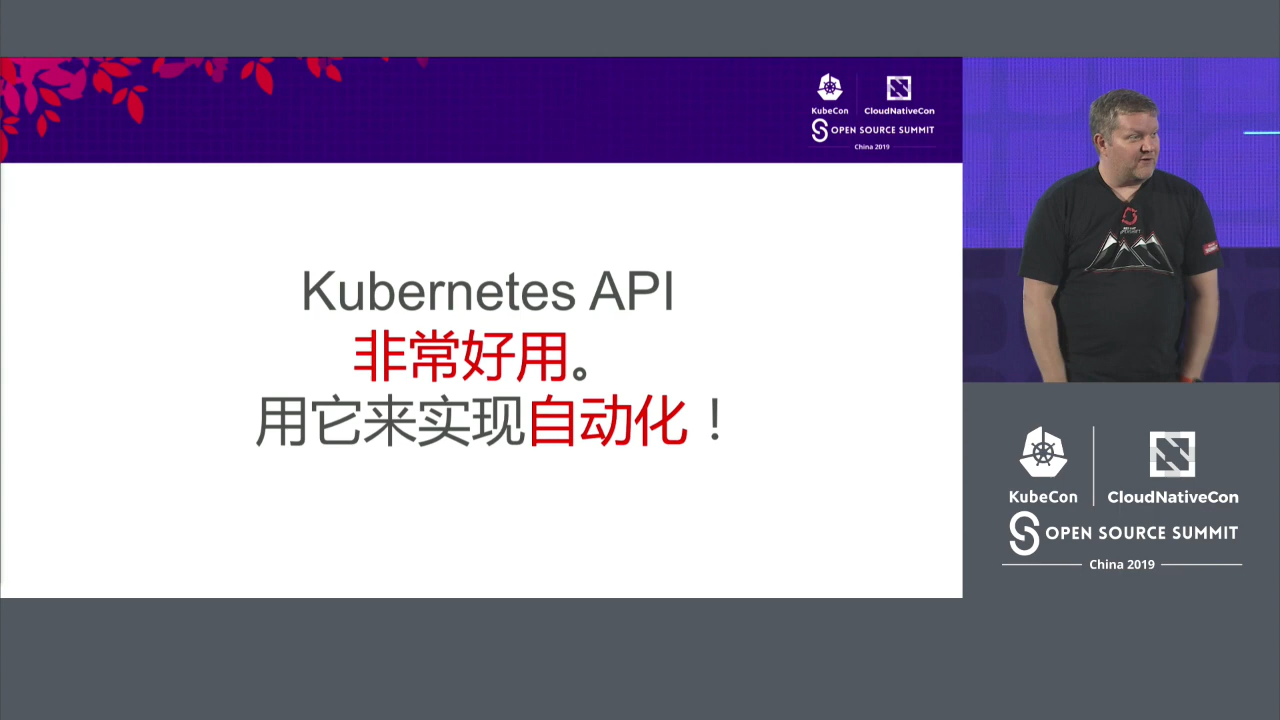 KubeCon
CloudNativeCon
OPEN SOURCE SUMMIT
China 2019
Kubernetes API
非常好用。
用它来实现自动化！
KubeCon
CloudNativeCon
OPEN SOURCE SUMMIT
China 2019